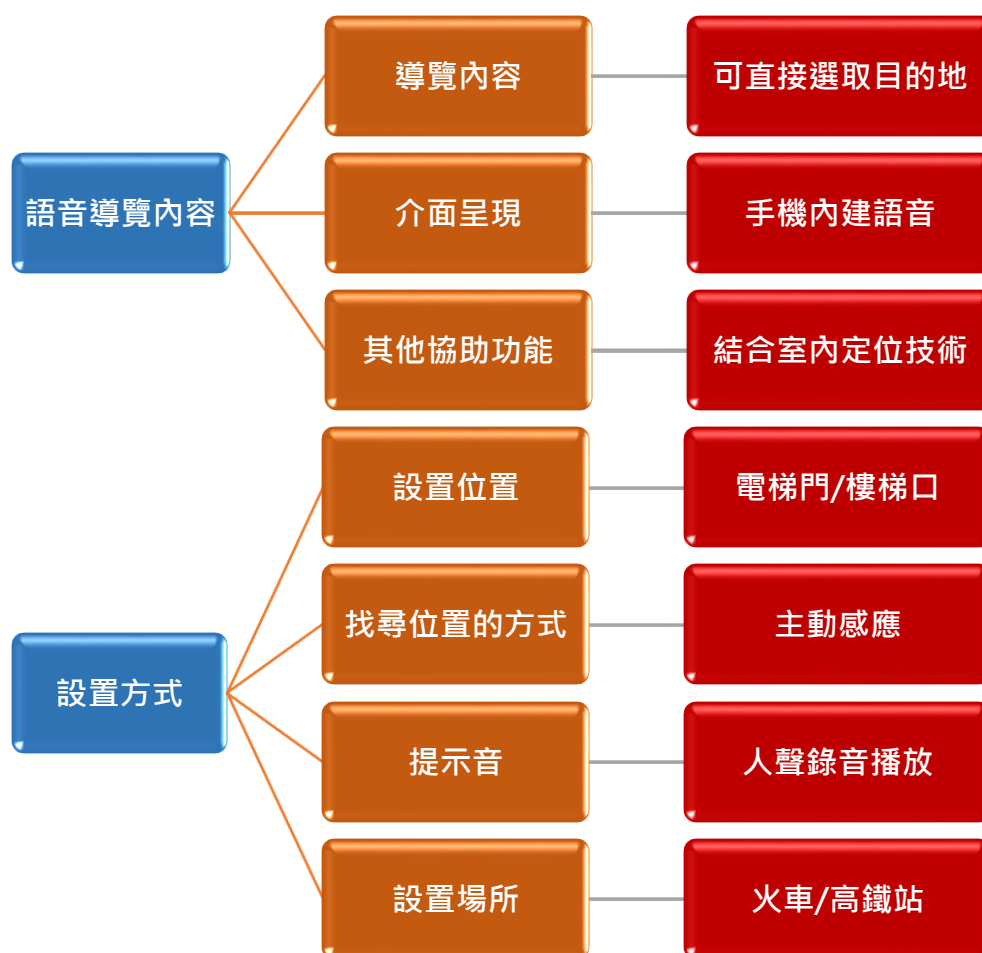 語音導覽內容
導覽內容
可直接選取目的地
介面呈現
手機內建語音
其他協助功能
結合室內定位技術
設置方式
設置位置
電梯門/樓梯口
找尋位置的方式
主動感應
提示音
人聲錄音播放
設置場所
火車/高鐵站